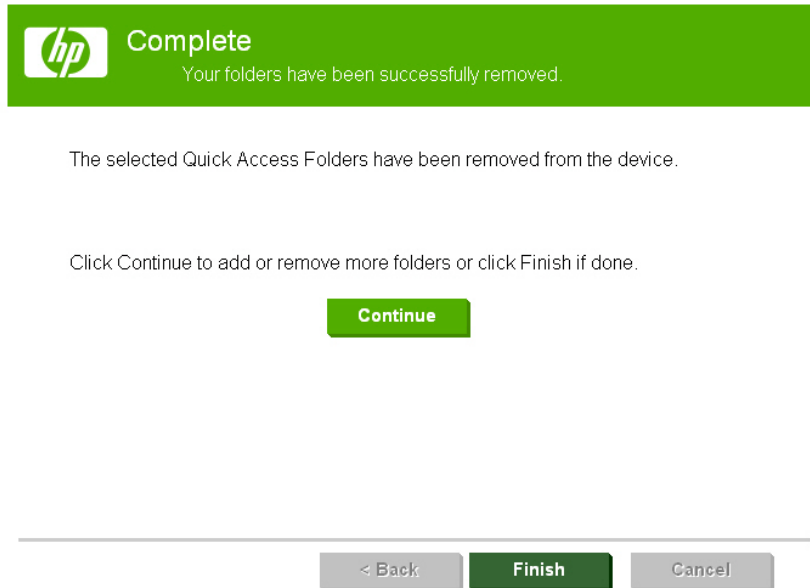 hp
Complete
Your folders have been successfully removed.
The selected Quick Access Folders have been removed from the device.
Click Continue to add or remove more folders or click Finish if done.
Continue
< Back Finish Cancel